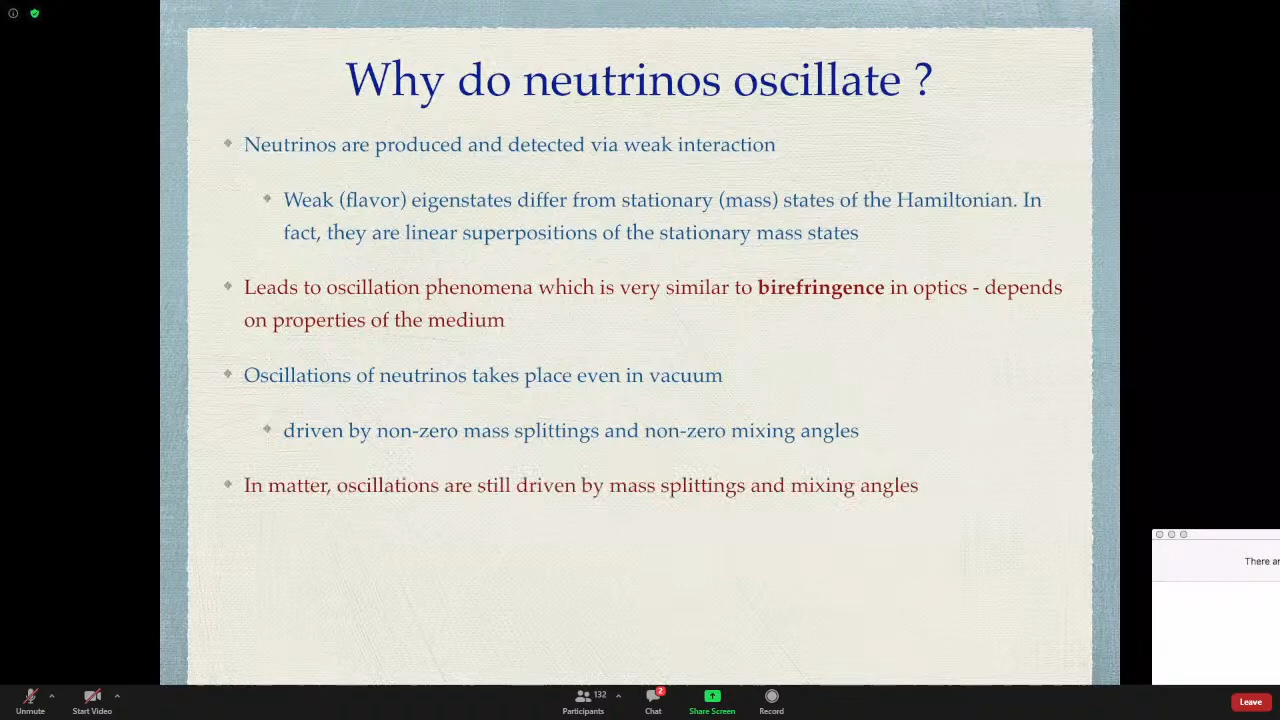 Why do neutrinos oscillate ?
Neutrinos are produced and detected via weak interaction
Weak (flavor) eigenstates differ from stationary (mass) states of the Hamiltonian. In
fact, they are linear superpositions of the stationary mass states
Leads to oscillation phenomena which is very similar to birefringence in optics - depends
on properties of the medium
Oscillations of neutrinos takes place even in vacuum
driven by non-zero mass splittings and non-zero mixing angles
In matter, oscillations are still driven by mass splittings and mixing angles
There
Unmute
Start Video
132
Participants
2
Chat
Share Screen
Record
Leave